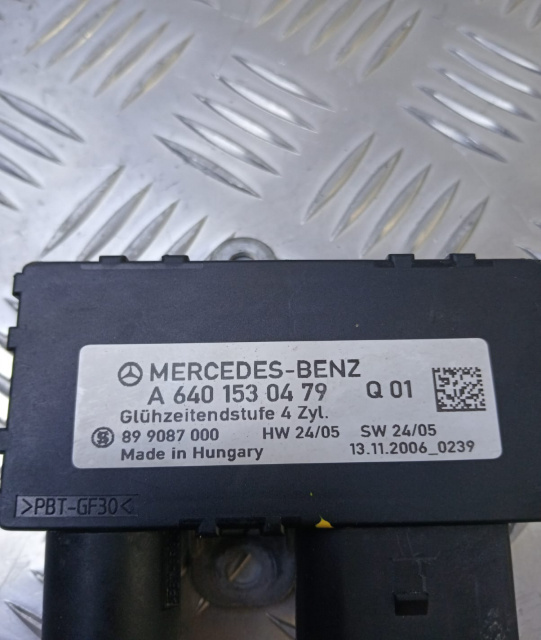 MERCEDES-BENZ
A 640 153 04 79 Q 01
Glühzeitendstufe 4 Zyl.
89 9087 000 HW 24/05 SW 24/05
Made in Hungary 13.11.2006_0239
>PBT-GF30<